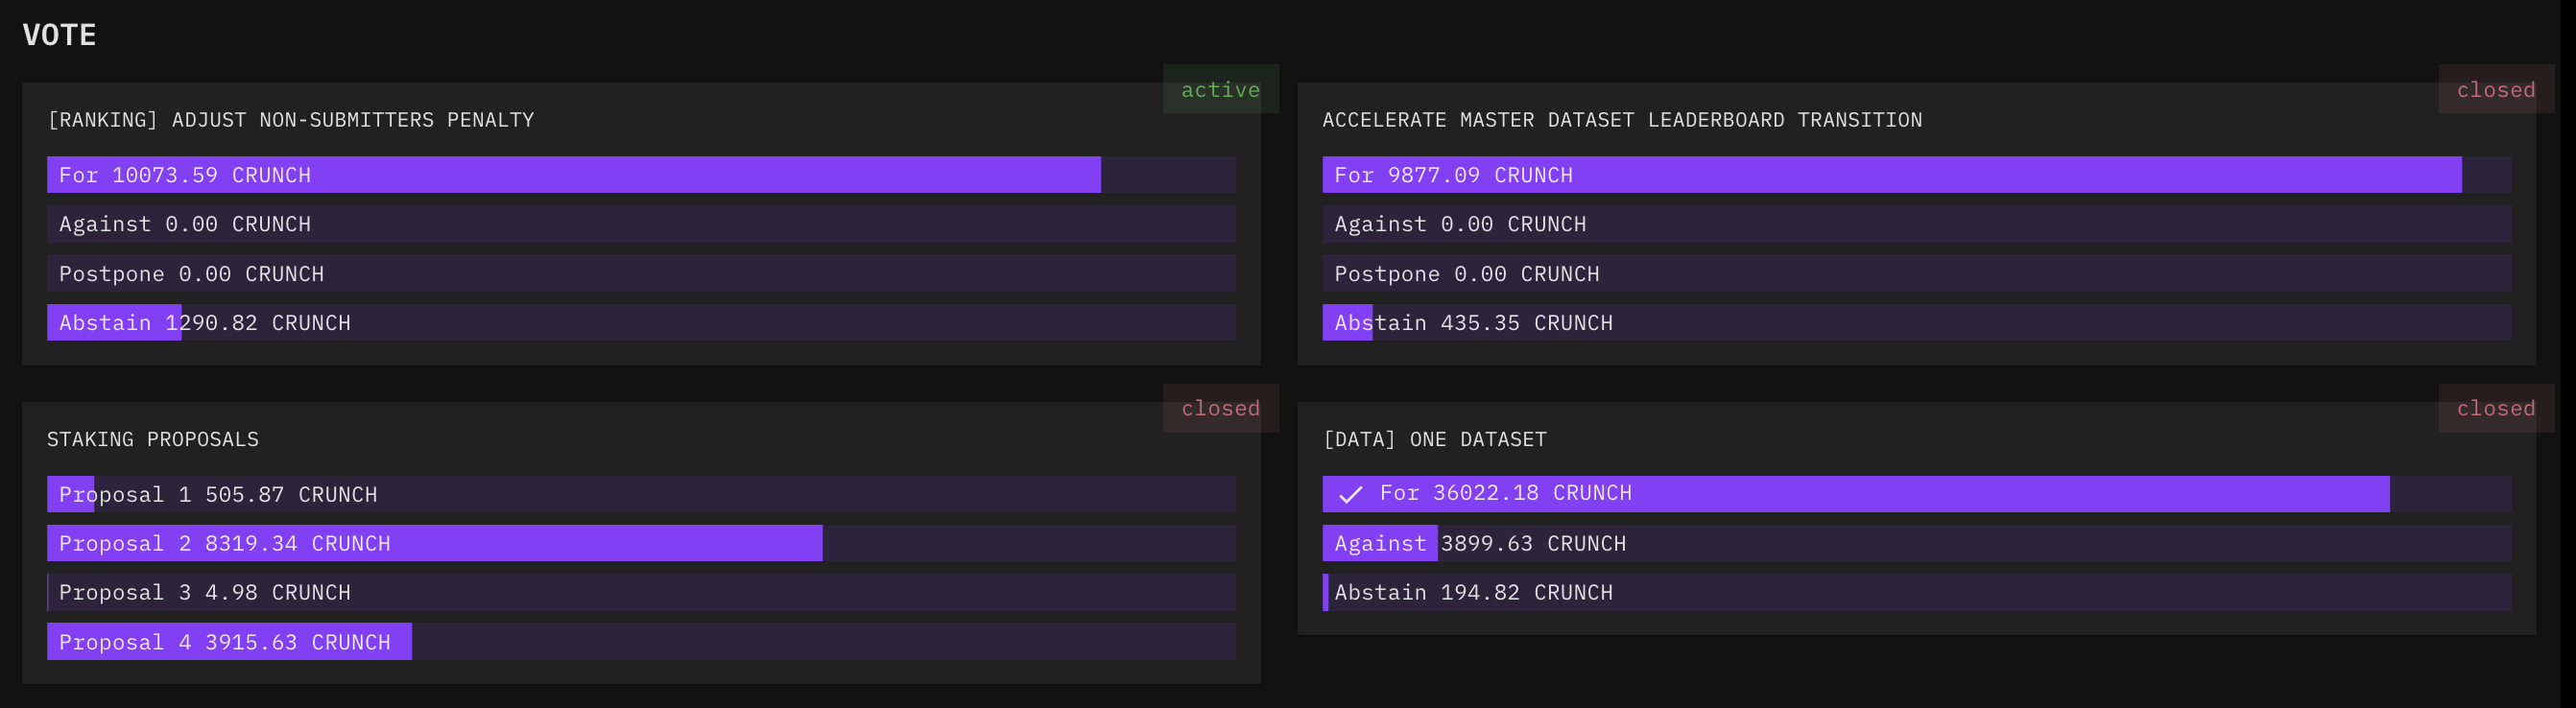 VOTE
active
[RANKING] ADJUST NON-SUBMITTERS PENALTY
For 10073.59 CRUNCH
Against 0.00 CRUNCH
Postpone 0.00 CRUNCH
Abstain 1290.82 CRUNCH
closed
ACCELERATE MASTER DATASET LEADERBOARD TRANSITION
For 9877.09 CRUNCH
Against 0.00 CRUNCH
Postpone 0.00 CRUNCH
Abstain 435.35 CRUNCH
closed
STAKING PROPOSALS
Proposal 1 505.87 CRUNCH
Proposal 2 8319.34 CRUNCH
Proposal 3 4.98 CRUNCH
Proposal 4 3915.63 CRUNCH
closed
[DATA] ONE DATASET
For 36022.18 CRUNCH
Against 3899.63 CRUNCH
Abstain 194.82 CRUNCH